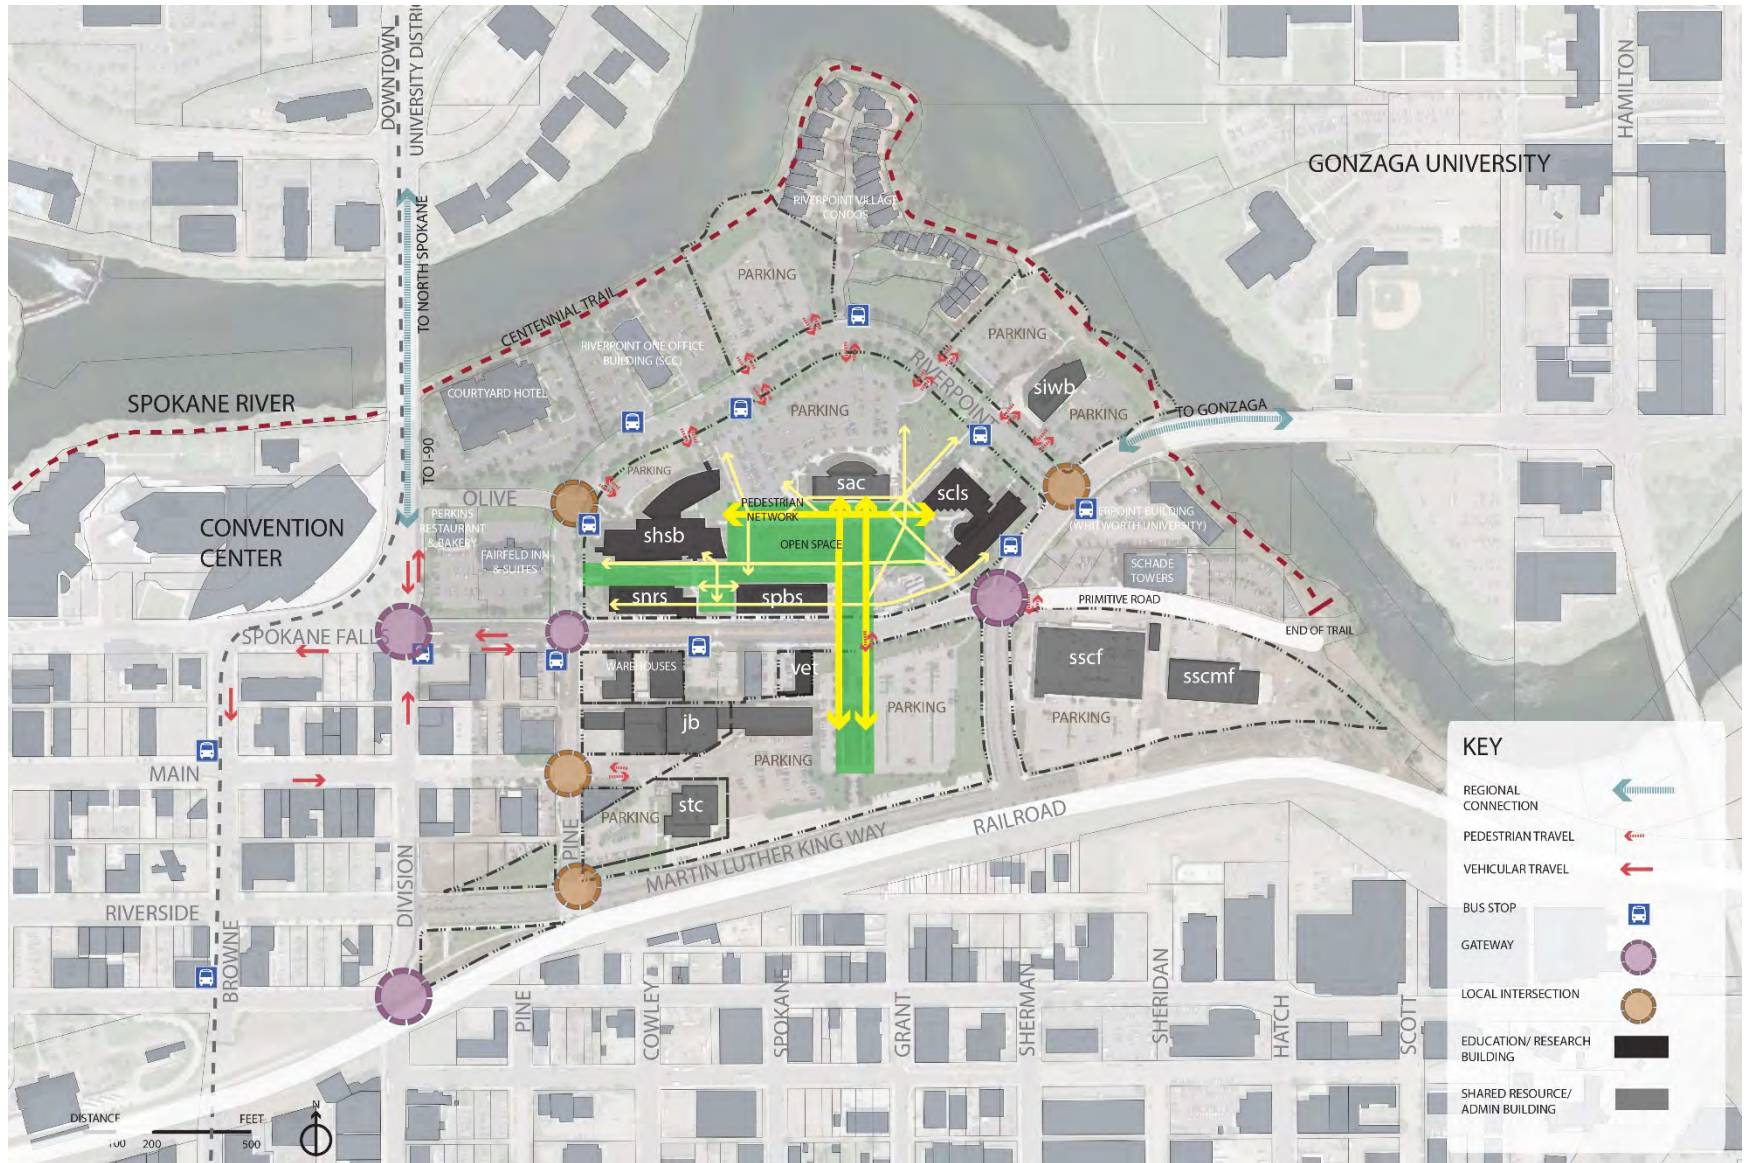 DOWNTOWN
UNIVERSITY DISTRI
HAMILTON
GONZAGA UNIVERSITY
TO NORTH SPOKANE
RIVERPOINT VILLAGE
CONDOS
PARKING
CENTENNIAL TRAIL
RIVERPOINT ONE OFFICE
BUILDING (SCC)
PARKING
RIVERPOINT
COURTYARD HOTEL
siwb
SPOKANE RIVER
PARKING
PARKING
TO GONZAGA
TO I-90
PARKING
OLIVE
sac
scls
CONVENTION
CENTER
PERKINS
RESTAURANT
& BAKERY
PEDESTRIAN
NETWORK
ERPOINT BUILDING
(WHITWORTH UNIVERSITY)
shsb
OPEN SPACE
FAIRFELD INN
& SUITES
SCHADE
TOWERS
snrs
spbs
PRIMITIVE ROAD
END OF TRAIL
SPOKANE FALLS
WAREHOUSES
vet
sscf
sscmf
jb
PARKING
PARKING
PARKING
MAIN
stc
PARKING
PINE
RAILROAD
MARTIN LUTHER KING WAY
DIVISION
RIVERSIDE
BROWNE
PINE
COWLEY
SPOKANE
GRANT
SHERMAN
SHERIDAN
HATCH
SCOTT
KEY
REGIONAL
CONNECTION
PEDESTRIAN TRAVEL
VEHICULAR TRAVEL
BUS STOP
GATEWAY
LOCAL INTERSECTION
EDUCATION/ RESEARCH
BUILDING
SHARED RESOURCE/
ADMIN BUILDING
DISTANCE
FEET
100
200
500
N